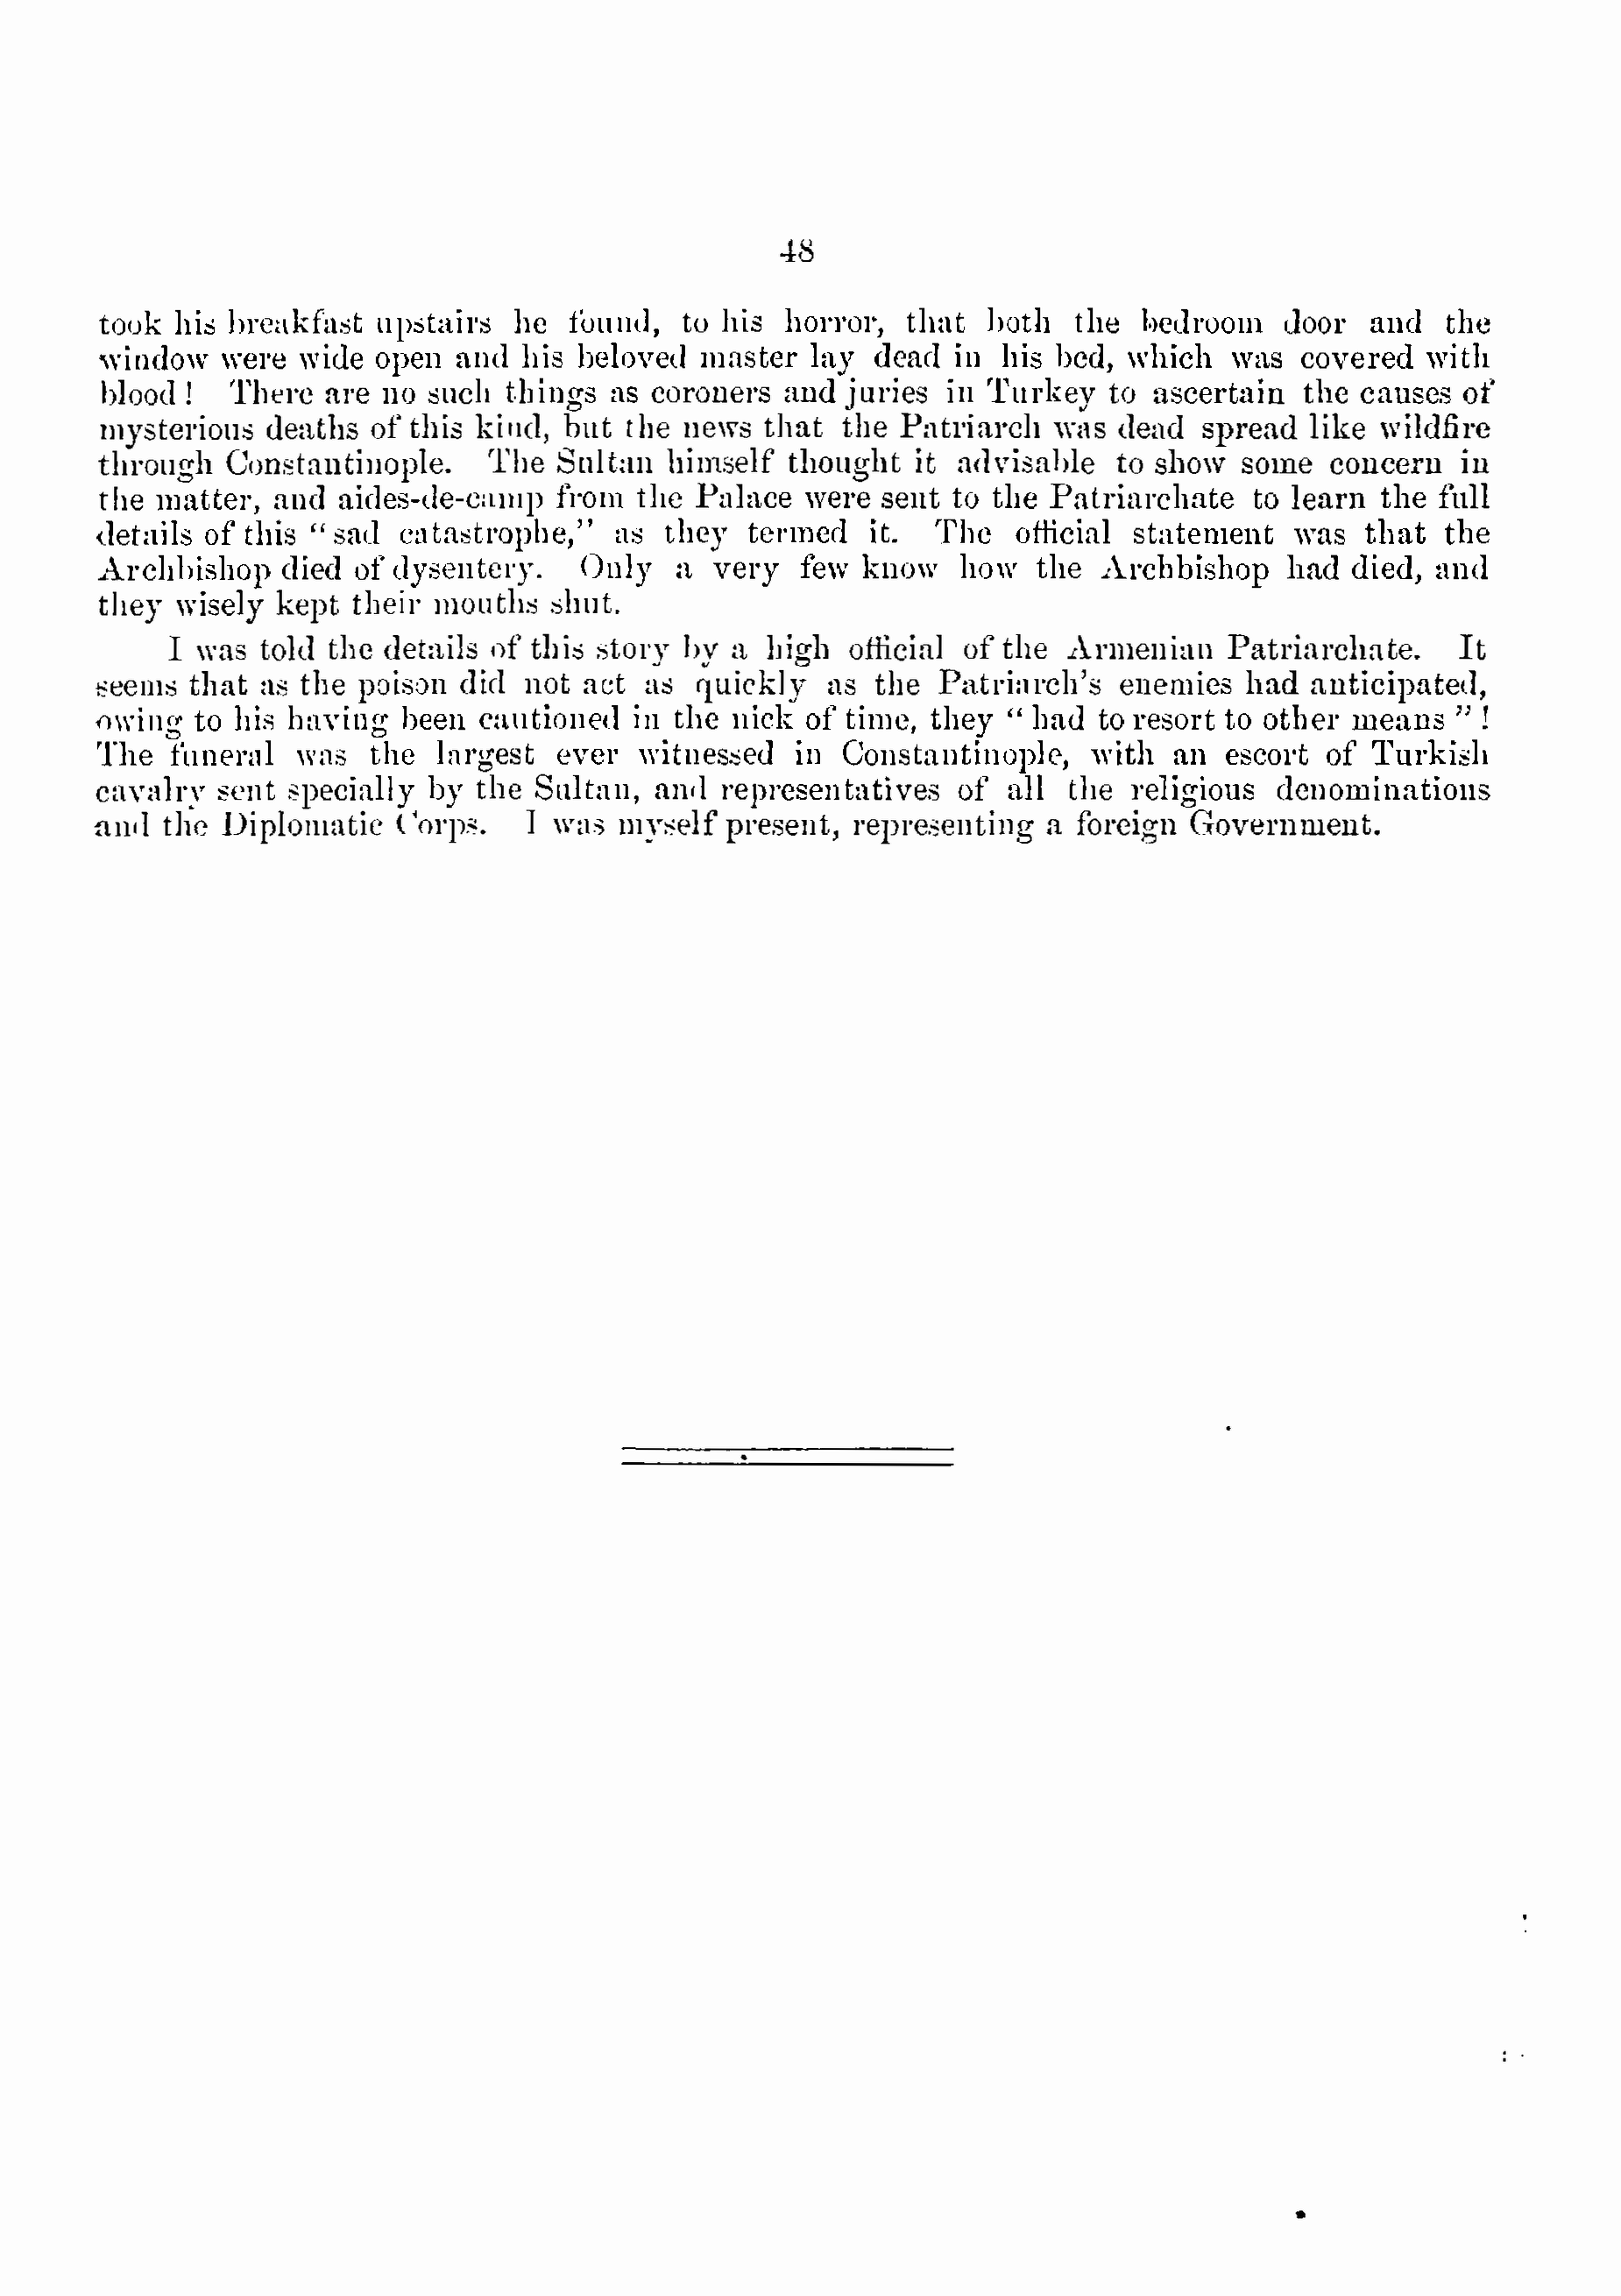 48
took his breakfast upstairs he found, to his horror, that both the bedroom door and the
window were wide open and his beloved master lay dead in his bed, which was covered with
blood! There are no such things as coroners and juries in Turkey to ascertain the causes of
mysterious deaths of this kind, but the news that the Patriarch was dead spread like wildfire
through Constantinople. The Sultan himself thought it advisable to show some concern in
the matter, and aides-de-camp from the Palace were sent to the Patriarchate to learn the full
details of this "sad catastrophe," as they termed it. The official statement was that the
Archbishop died of dysentery. Only a very few know how the Archbishop had died, and
they wisely kept their mouths shut.
I was told the details of this story by a high official of the Armenian Patriarchate. It
seems that as the poison did not act as quickly as the Patriarch's enemies had anticipated,
owing to his having been cautioned in the nick of time, they "had to resort to other means"!
The funeral was the largest ever witnessed in Constantinople, with an escort of Turkish
cavalry sent specially by the Sultan, and representatives of all the religious denominations
and the Diplomatic Corps. I was myself present, representing a foreign Government.